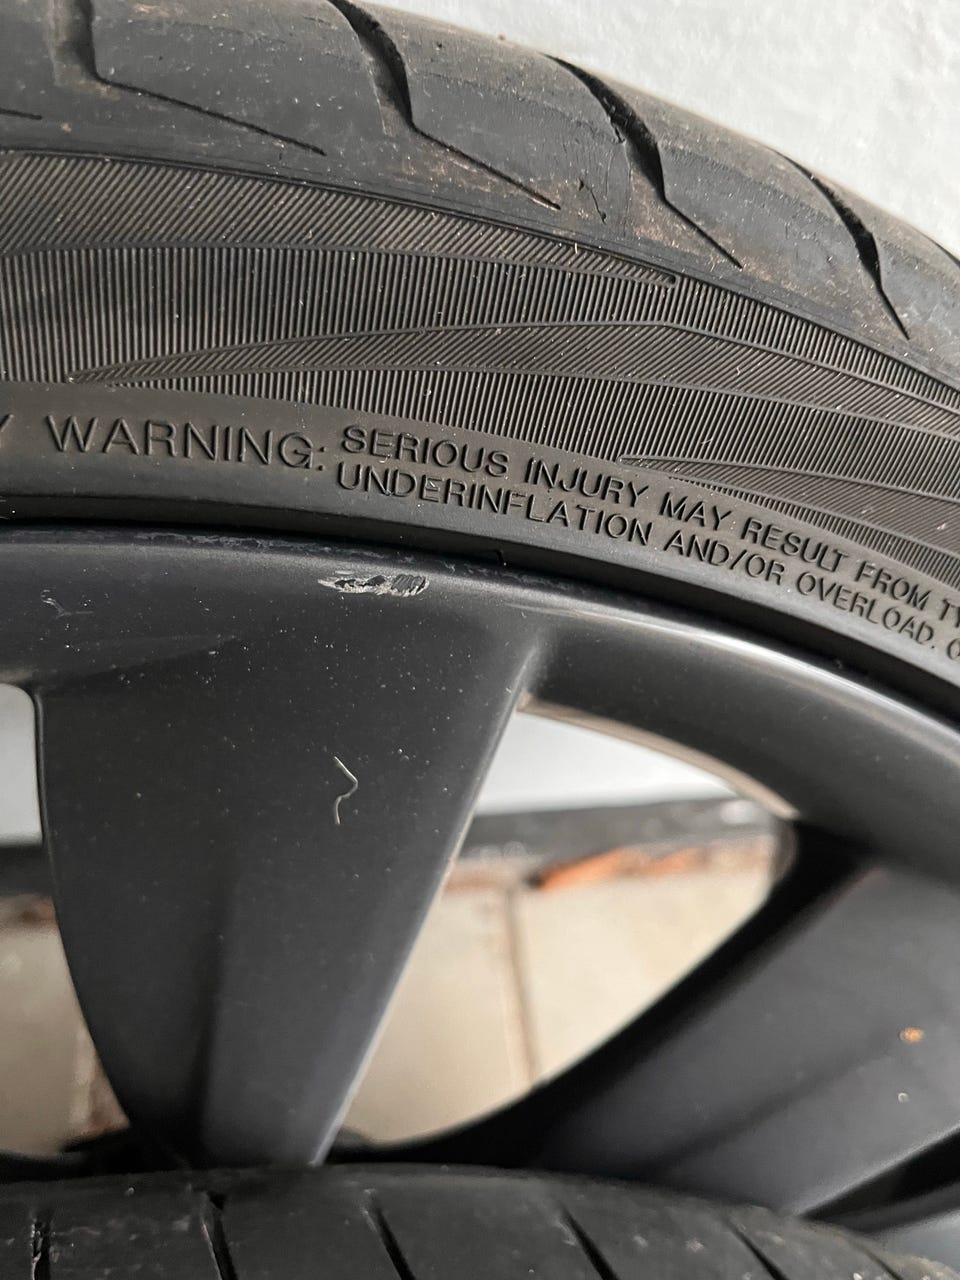 WARNING:
SERIOUS INJURY MAY RESULT FROM
UNDERINFLATION AND/OR OVERLOAD.